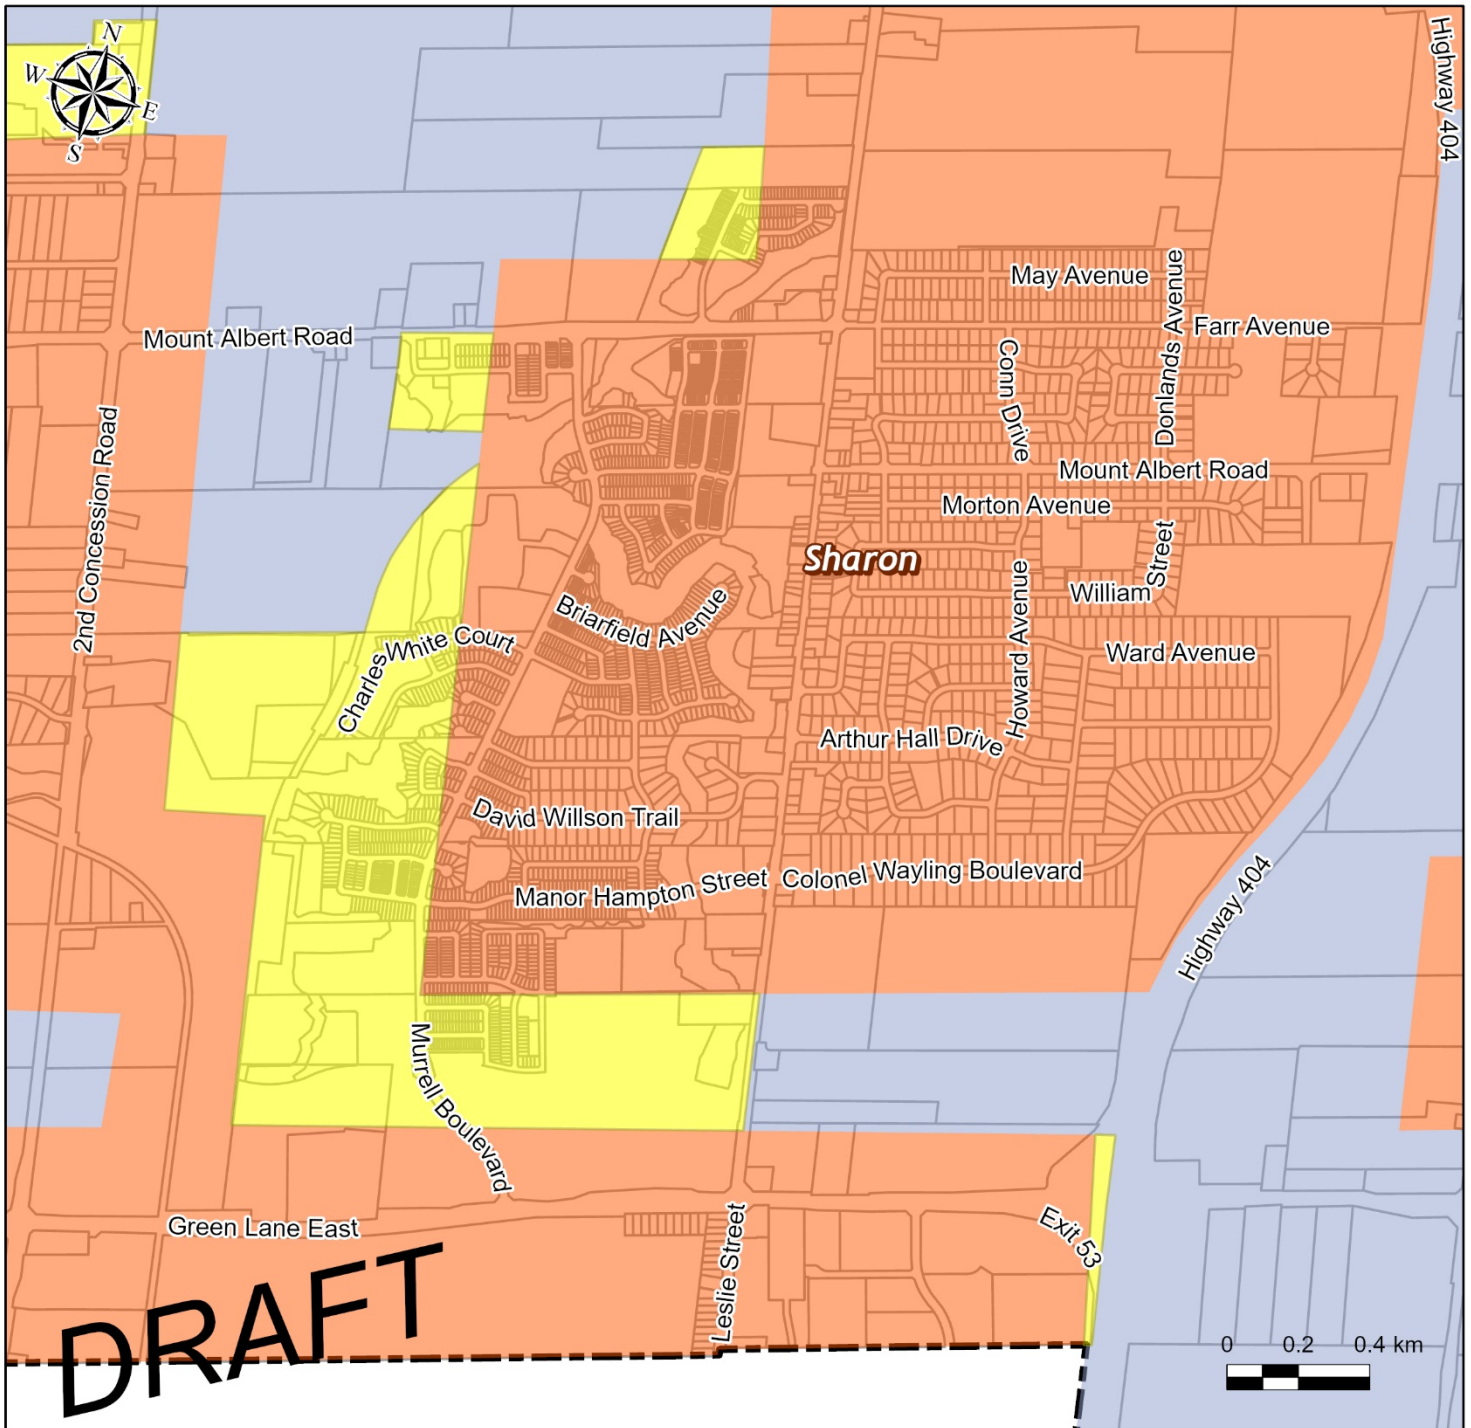 N
W
E
S
Highway 404
May Avenue
Donlands Avenue
Farr Avenue
Mount Albert Road
Conn Drive
2nd Concession Road
Mount Albert Road
Morton Avenue
Sharon
William Street
Briarfield Avenue
Howard Avenue
Charles White Court
Ward Avenue
Arthur Hall Drive
David Willson Trail
Manor Hampton Street
Colonel Wayling Boulevard
Highway 404
Murrell Boulevard
Green Lane East
Leslie Street
Exit 53
DRAFT
0 0.2 0.4 km